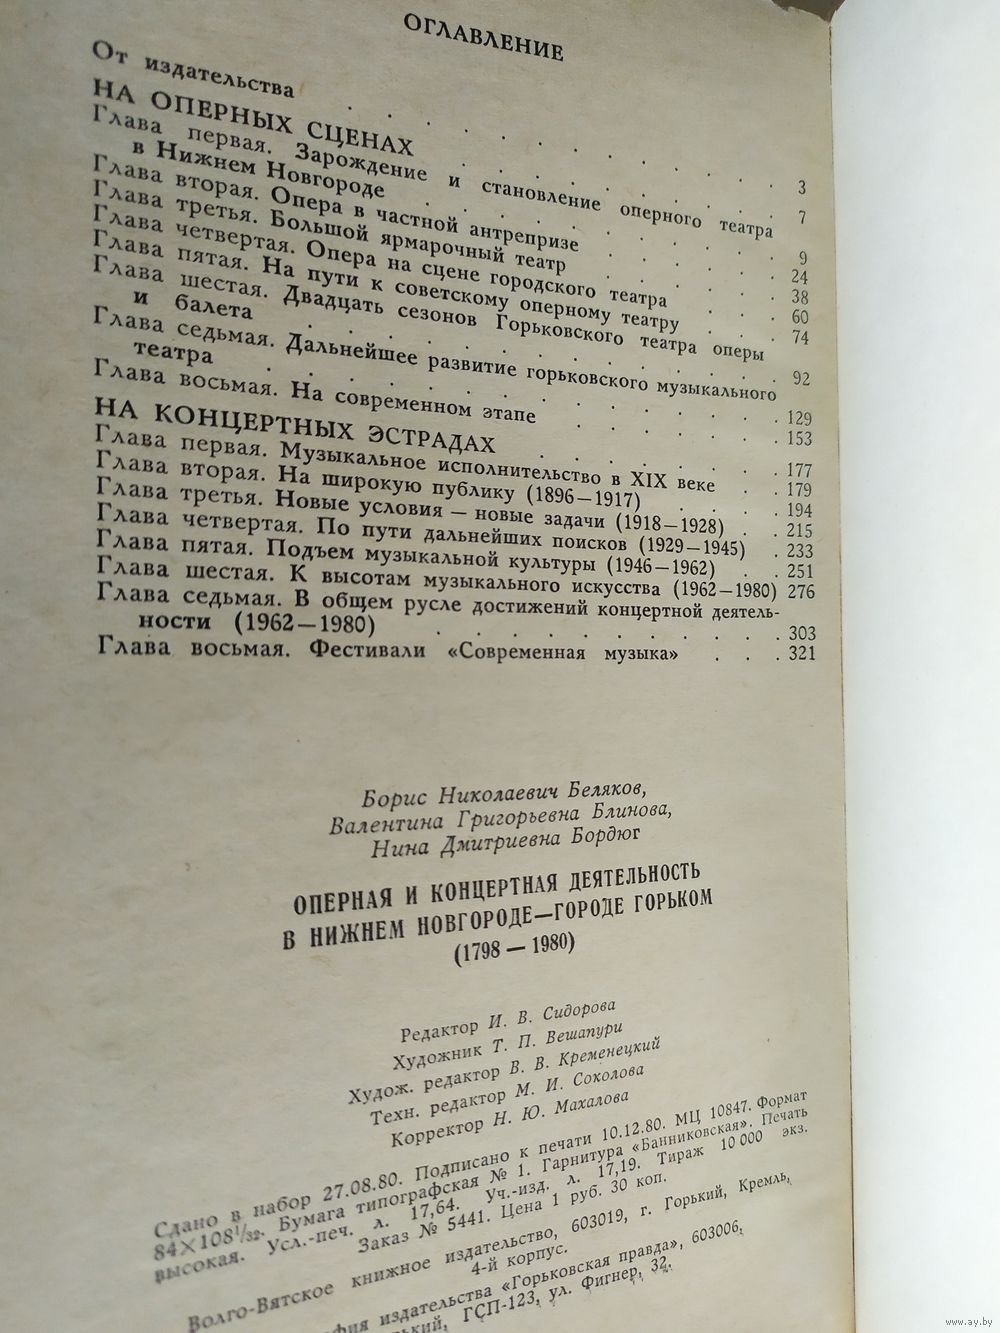 ОГЛАВЛЕНИЕ
От издательства . . . . . . . . . . . 3
НА ОПЕРНЫХ СЦЕНАХ . . . . . . . . 7
Глава первая. Зарождение и становление оперного театра
в Нижнем Новгороде . . . . . . . . 9
Глава вторая. Опера в частной антрепризе . . . . 24
Глава третья. Большой ярмарочный театр . . . . 38
Глава четвертая. Опера на сцене городского театра . . . 60
Глава пятая. На пути к советскому оперному театру . . . 74
Глава шестая. Двадцать сезонов Горьковского театра оперы
и балета . . . . . . . . . . . 92
Глава седьмая. Дальнейшее развитие горьковского музыкального
театра . . . . . . . . . . . 129
Глава восьмая. На современном этапе . . . . . 153
НА КОНЦЕРТНЫХ ЭСТРАДАХ . . . . . . 177
Глава первая. Музыкальное исполнительство в XIX веке . . 179
Глава вторая. На широкую публику (1896—1917) . . . . 194
Глава третья. Новые условия — новые задачи (1918—1928) . . 215
Глава четвертая. По пути дальнейших поисков (1929—1945) . 233
Глава пятая. Подъем музыкальной культуры (1946—1962) . . 251
Глава шестая. К высотам музыкального искусства (1962—1980) 276
Глава седьмая. В общем русле достижений концертной деятель-
ности (1962—1980) . . . . . . . . . 303
Глава восьмая. Фестивали «Современная музыка» . . . 321
Борис Николаевич Беляков,
Валентина Григорьевна Блинова,
Нина Дмитриевна Бордюг
ОПЕРНАЯ И КОНЦЕРТНАЯ ДЕЯТЕЛЬНОСТЬ
В НИЖНЕМ НОВГОРОДЕ—ГОРОДЕ ГОРЬКОМ
(1798 — 1980)
Редактор И. В. Сидорова
Художник Т. П. Вешапури
Худож. редактор В. В. Кременецкий
Техн. редактор М. И. Соколова
Корректор Н. Ю. Махалова
Сдано в набор 27.08.80. Подписано к печати 10.12.80. МЦ 10847. Формат
84×108¹/₃₂. Бумага типографская № 1. Гарнитура «Банниковская». Печать
высокая. Усл.-печ. л. 17,64. Уч.-изд. л. 17,19. Тираж 10 000 экз.
Заказ № 5441. Цена 1 руб. 30 коп.
Волго-Вятское книжное издательство, 603019, г. Горький, Кремль,
4-й корпус.
издательства «Горьковская правда», 603006,
ГСП-123, ул. Фигнер, 32.
www.ay.by